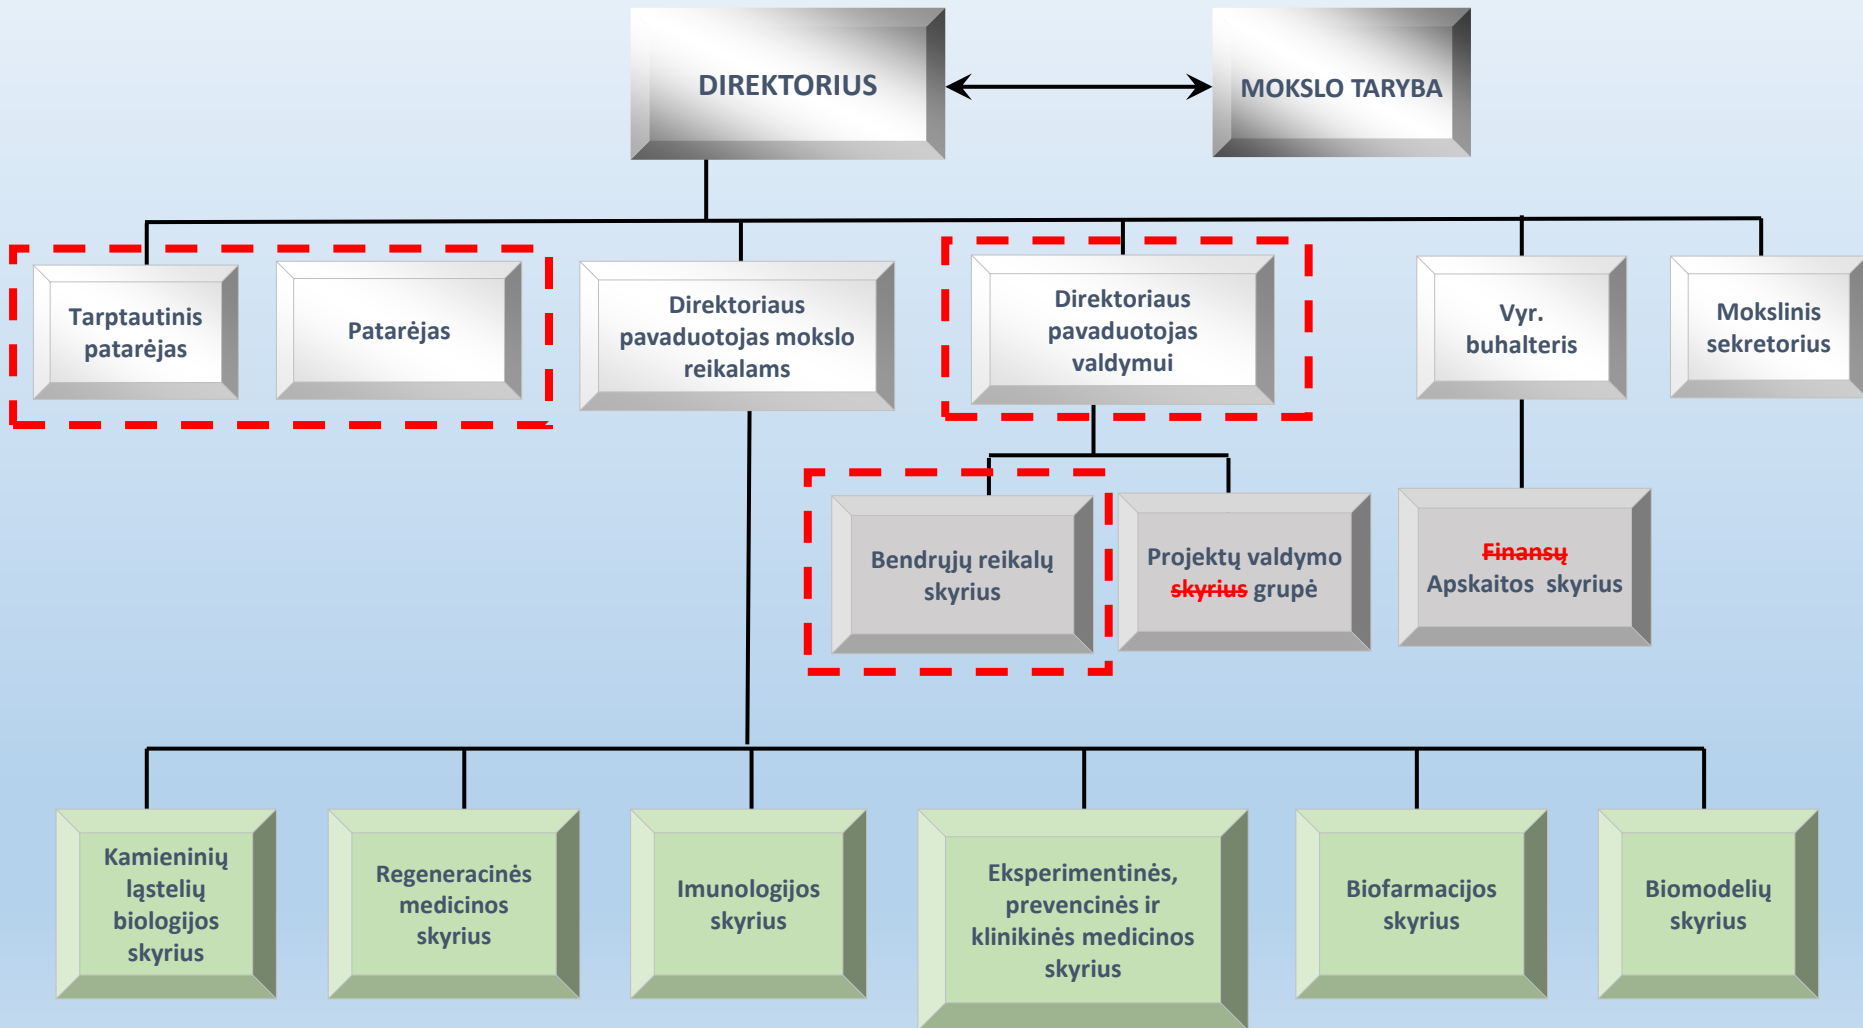 DIREKTORIUS
MOKSLO TARYBA
Tarptautinis
patarėjas
Patarėjas
Direktoriaus
pavaduotojas mokslo
reikalams
Direktoriaus
pavaduotojas
valdymui
Vyr.
buhalteris
Mokslinis
sekretorius
Bendrųjų reikalų
skyrius
Projektų valdymo
skyrius grupė
Finansų
Apskaitos skyrius
Kamieninių
ląstelių
biologijos
skyrius
Regeneracinės
medicinos
skyrius
Imunologijos
skyrius
Eksperimentinės,
prevencinės ir
klinikinės medicinos
skyrius
Biofarmacijos
skyrius
Biomodelių
skyrius